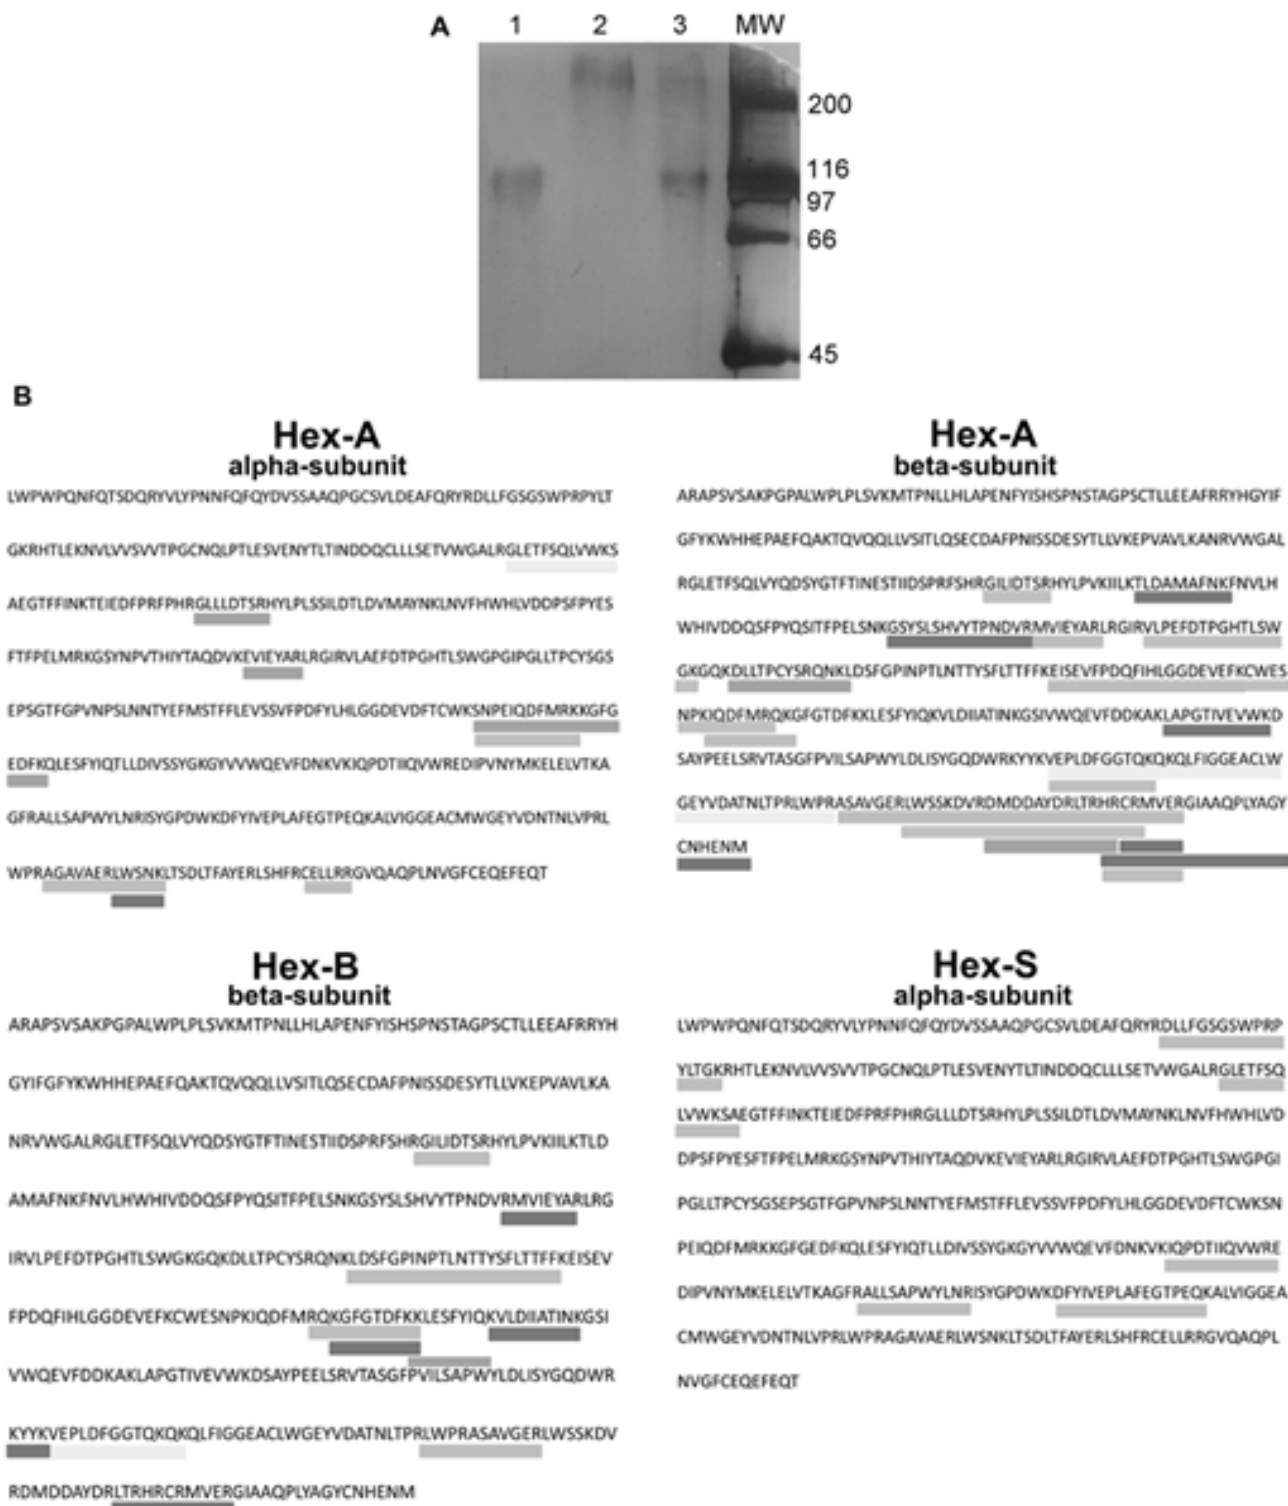 A 1 2 3 MW
200
116
97
66
45
B
Hex-A
alpha-subunit
LWPWPQNFQTSDQRYVLYPNNFQFQYDVSSAAQPGCSVLDEAFQRYRDLLFGSGSWPRPYLT
GKRHTLEKNVLVVSVVTPGCNQLPTLESVENYTLTINDDQCLLLSETVWGALRGLETFSQLVWKS
AEGTFFINKTEIEDFPRFPHRGLLLDTSRHYLPLSSILDTLDVMAYNKLNVFHWHLVDDPSFPYES
FTFPELMRKGSYNPVTHIYTAQDVKEVIEYARLRGIRVLAEFDTPGHTLSWGPGIPGLLTPCYSGS
EPSGTFGPVNPSLNNTYEFMSTFFLEVSSVFPDFYLHLGGDEVDFTCWKSNPEIQDFMRKKGFG
EDFKQLESFYIQTLLDIVSSYGKGYVVWQEVFDNKVKIQPDTIIQVWREDIPVNYMKELELVTKA
GFRALLSAPWYLNRISYGPDWKDFYIVEPLAFEGTPEQKALVIGGEACMWGEYVDNTNLVPRL
WPRAGAVAERLWSNKLTSDLTFAYERLSHFRCELLRRGVQAQPLNVGFCEQEFEQT
Hex-A
beta-subunit
ARAPSVSAKPGPALWPLPLSVKMTPNLLHLAPENFYISHSPNSTAGPSCTLLEEAFRRYHGYIF
GFYKWHHEPAEFQAKTQVQQLLVSITLQSECDAFPNISSDESYTLLVKEPVAVLKANRVWGAL
RGLETFSQLVYQDSYGTFTINESTIIDSPRFSHRGILIDTSRHYLPVKIILKTLDAMAFNKFNVLH
WHIVDDQSFPYQSITFPELSNKGSYSLSHVYTPNDVRMVIEYARLRGIRVLPEFDTPGHTLSW
GKGQKDLLTPCYSRQNKLDSFGPINPTLNTTYSFLTTFFKEISEVFPDQFIHLGGDEVEFKCWES
NPKIQDFMRQKGFGTDFKKLESFYIQKVLDIIATINKGSIVWQEVFDDKAKLAPGTIVEVWKD
SAYPEELSRVTASGFPVILSAPWYLDLISYGQDWRKYYKVEPLDFGGTQKQKQLFIGGEACLW
GEYVDATNLTPRLWPRASAVGERLWSSKDVRDMDDAYDRLTRHRCRMVERGIAAQPLYAGY
CNHENM
Hex-B
beta-subunit
ARAPSVSAKPGPALWPLPLSVKMTPNLLHLAPENFYISHSPNSTAGPSCTLLEEAFRRYH
GYIFGFYKWHHEPAEFQAKTQVQQLLVSITLQSECDAFPNISSDESYTLLVKEPVAVLKA
NRVWGALRGLETFSQLVYQDSYGTFTINESTIIDSPRFSHRGILIDTSRHYLPVKIILKTLD
AMAFNKFNVLHWHIVDDQSFPYQSITFPELSNKGSYSLSHVYTPNDVRMVIEYARLRG
IRVLPEFDTPGHTLSWGKGQKDLLTPCYSRQNKLDSFGPINPTLNTTYSFLTTFFKEISEV
FPDQFIHLGGDEVEFKCWESNPKIQDFMRQKGFGTDFKKLESFYIQKVLDIIATINKGSI
VWQEVFDDKAKLAPGTIVEVWKDSAYPEELSRVTASGFPVILSAPWYLDLISYGQDWR
KYYKVEPLDFGGTQKQKQLFIGGEACLWGEYVDATNLTPRLWPRASAVGERLWSSKDV
RDMDDAYDRLTRHRCRMVERGIAAQPLYAGYCNHENM
Hex-S
alpha-subunit
LWPWPQNFQTSDQRYVLYPNNFQFQYDVSSAAQPGCSVLDEAFQRYRDLLFGSGSWPRP
YLTGKRHTLEKNVLVVSVVTPGCNQLPTLESVENYTLTINDDQCLLLSETVWGALRGLETFSQ
LVWKSAEGTFFINKTEIEDFPRFPHRGLLLDTSRHYLPLSSILDTLDVMAYNKLNVFHWHLVD
DPSFPYESFTFPELMRKGSYNPVTHIYTAQDVKEVIEYARLRGIRVLAEFDTPGHTLSWGPGI
PGLLTPCYSGSEPSGTFGPVNPSLNNTYEFMSTFFLEVSSVFPDFYLHLGGDEVDFTCWKSN
PEIQDFMRKKGFGEDFKQLESFYIQTLLDIVSSYGKGYVVWQEVFDNKVKIQPDTIIQVWRE
DIPVNYMKELELVTKAGFRALLSAPWYLNRISYGPDWKDFYIVEPLAFEGTPEQKALVIGGEA
CMWGEYVDNTNLVPRLWPRAGAVAERLWSNKLTSDLTFAYERLSHFRCELLRRGVQAQPL
NVGFCEQEFEQT